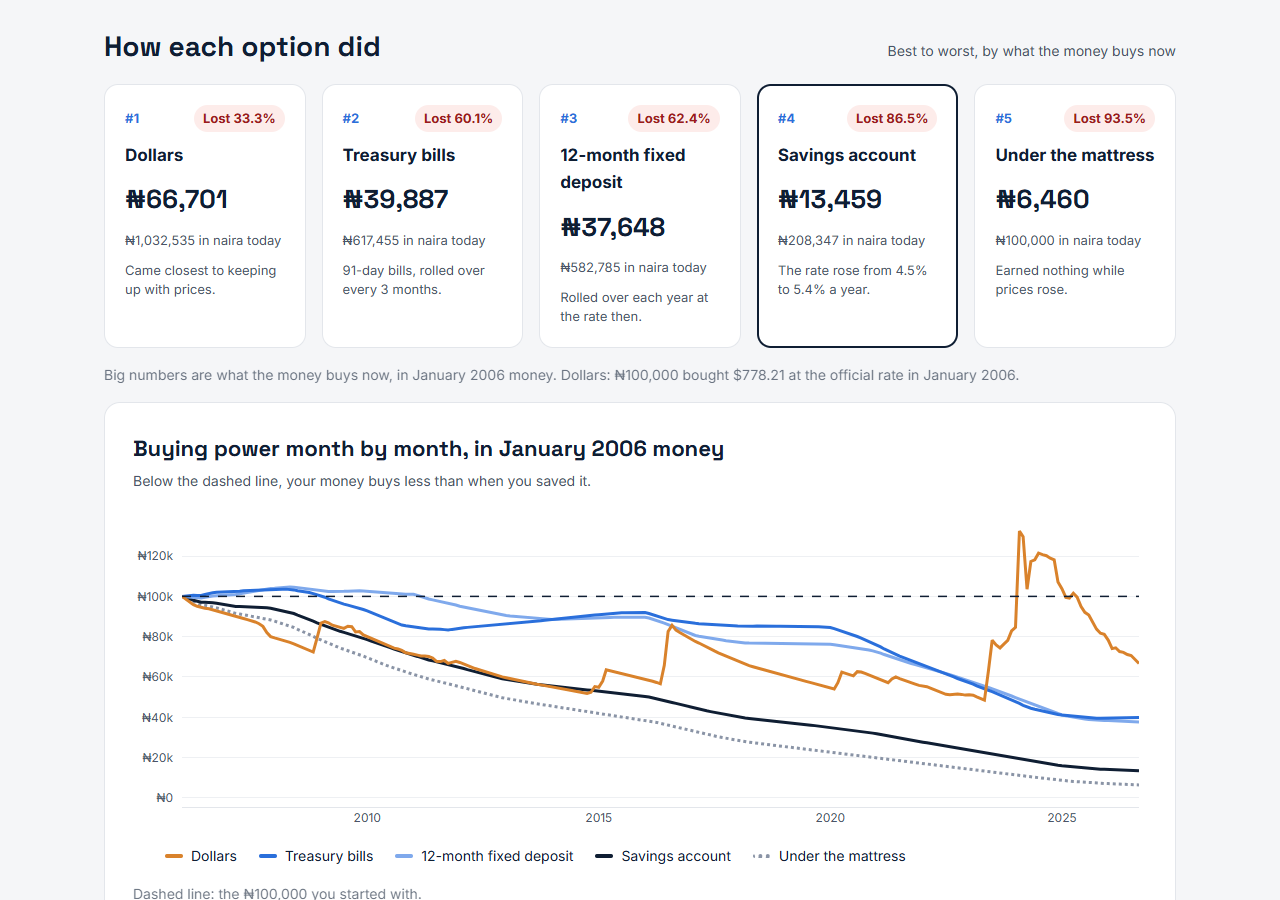 How each option did
Best to worst, by what the money buys now
#1
Lost 33.3%
Dollars
₦66,701
₦1,032,535 in naira today
Came closest to keeping
up with prices.
#2
Lost 60.1%
Treasury bills
₦39,887
₦617,455 in naira today
91-day bills, rolled over
every 3 months.
#3
Lost 62.4%
12-month fixed
deposit
₦37,648
₦582,785 in naira today
Rolled over each year at
the rate then.
#4
Lost 86.5%
Savings account
₦13,459
₦208,347 in naira today
The rate rose from 4.5%
to 5.4% a year.
#5
Lost 93.5%
Under the mattress
₦6,460
₦100,000 in naira today
Earned nothing while
prices rose.
Big numbers are what the money buys now, in January 2006 money. Dollars: ₦100,000 bought $778.21 at the official rate in January 2006.
Buying power month by month, in January 2006 money
Below the dashed line, your money buys less than when you saved it.
₦120k
₦100k
₦80k
₦60k
₦40k
₦20k
₦0
2010 2015 2020 2025
Dollars Treasury bills 12-month fixed deposit Savings account Under the mattress
Dashed line: the ₦100,000 you started with.